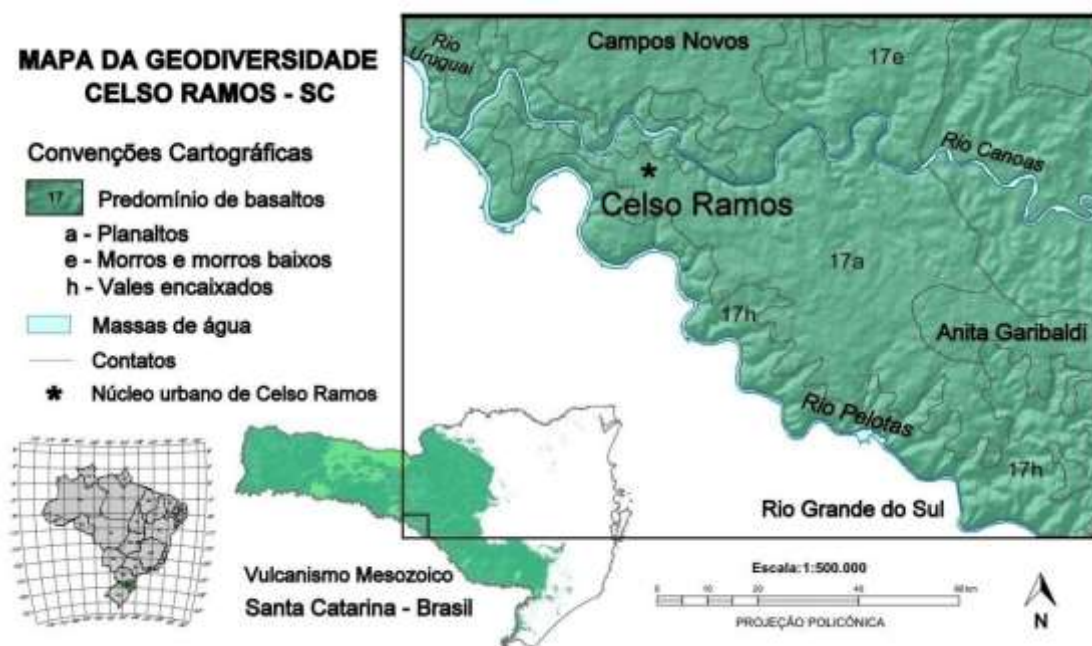 MAPA DA GEODIVERSIDADE
CELSO RAMOS - SC
Convenções Cartográficas
17 Predomínio de basaltos
a - Planaltos
e - Morros e morros baixos
h - Vales encaixados
Massas de água
Contatos
* Núcleo urbano de Celso Ramos
Rio
Uruguai
Campos Novos
17e
Rio Canoas
*
Celso Ramos
17a
17h
Anita Garibaldi
Rio Pelotas
17h
Rio Grande do Sul
Vulcanismo Mesozoico
Santa Catarina - Brasil
Escala:1:500.000
0 10 20 40 60 km
PROJEÇÃO POLICÔNICA
N